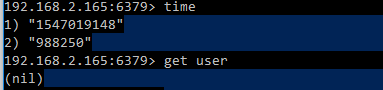 192.168.2.165:6379> time
1) "1547019148"
2) "988250"
192.168.2.165:6379> get user
(nil)